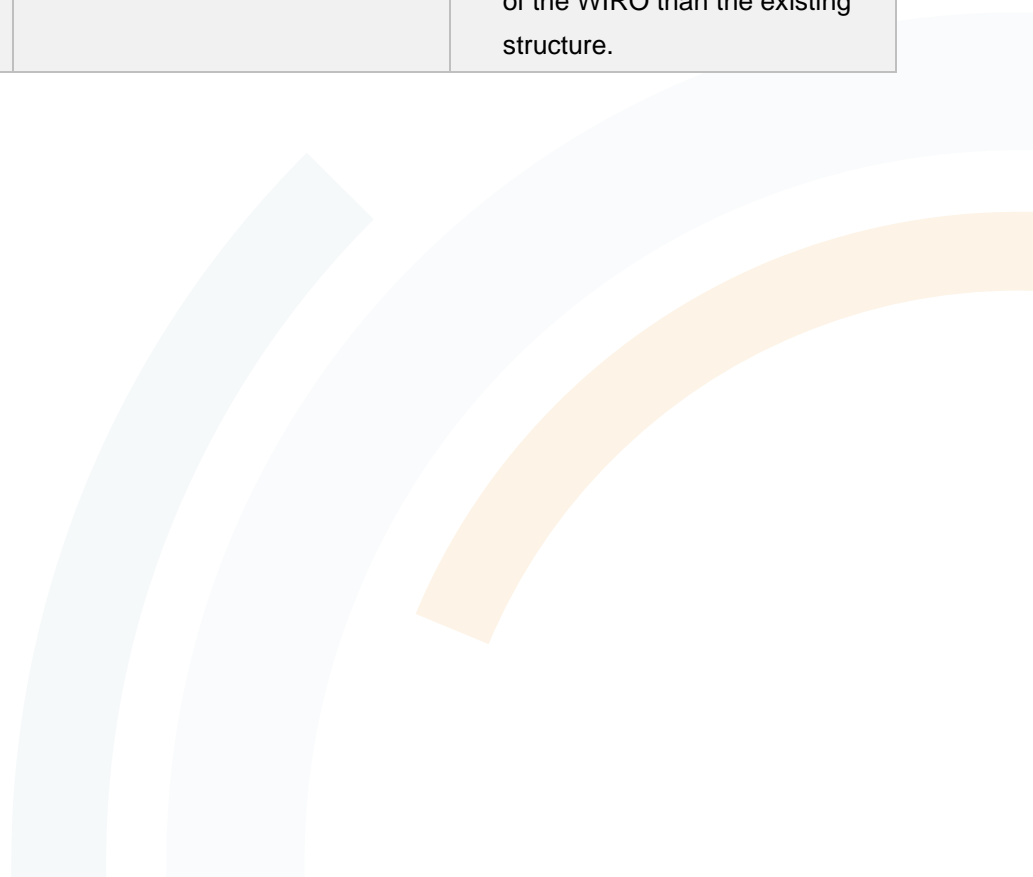 of the WIRO than the existing
structure.